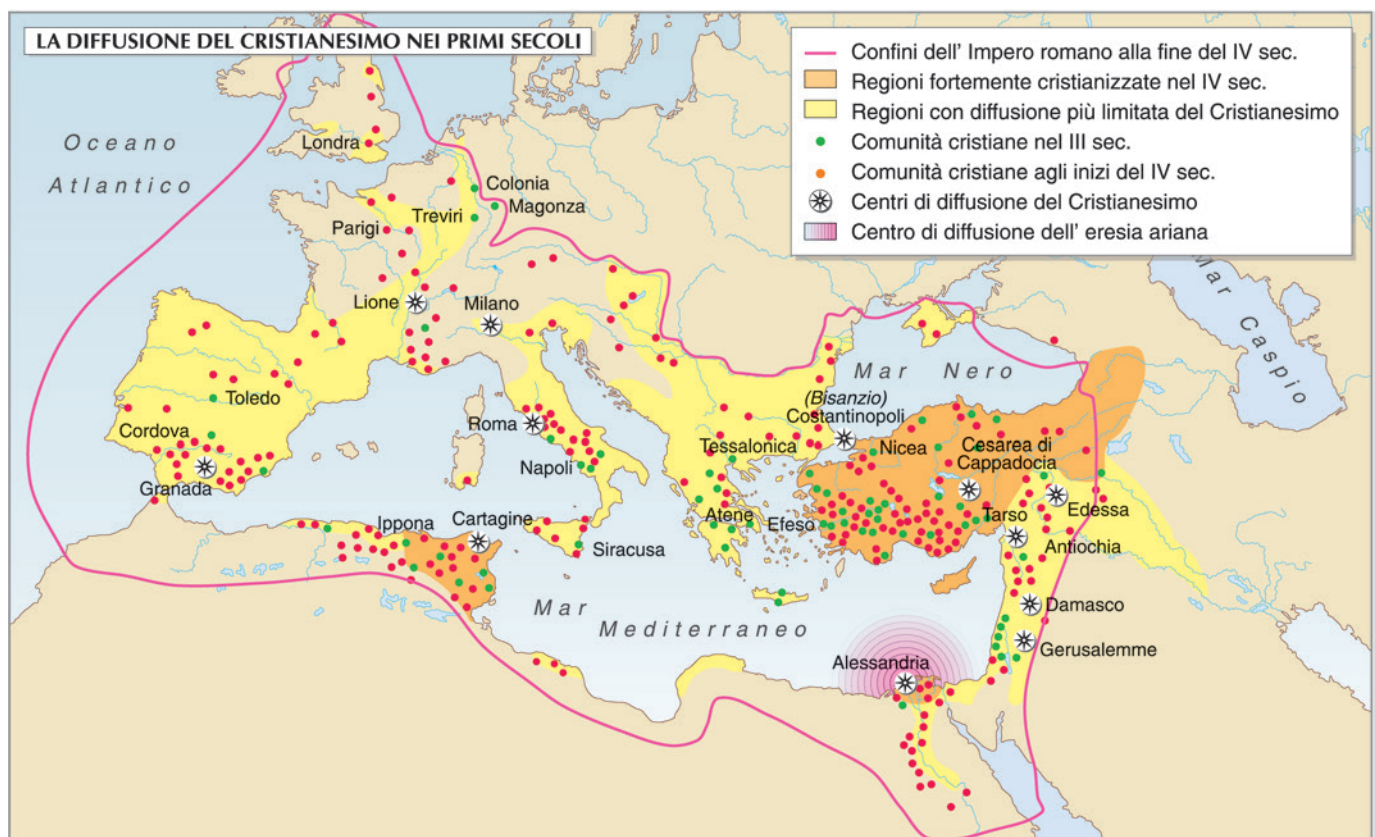 LA DIFFUSIONE DEL CRISTIANESIMO NEI PRIMI SECOLI
Confini dell' Impero romano alla fine del IV sec.
Regioni fortemente cristianizzate nel IV sec.
Regioni con diffusione più limitata del Cristianesimo
Comunità cristiane nel III sec.
Comunità cristiane agli inizi del IV sec.
Centri di diffusione del Cristianesimo
Centro di diffusione dell' eresia ariana
Oceano
Atlantico
Londra
Colonia
Magonza
Treviri
Parigi
Lione
Milano
Mar
Caspio
Mar Nero
(Bisanzio)
Costantinopoli
Toledo
Cordova
Granada
Roma
Napoli
Tessalonica
Nicea
Cesarea di
Cappadocia
Atene
Efeso
Edessa
Tarso
Antiochia
Ippona
Cartagine
Siracusa
Mar
Mediterraneo
Damasco
Gerusalemme
Alessandria